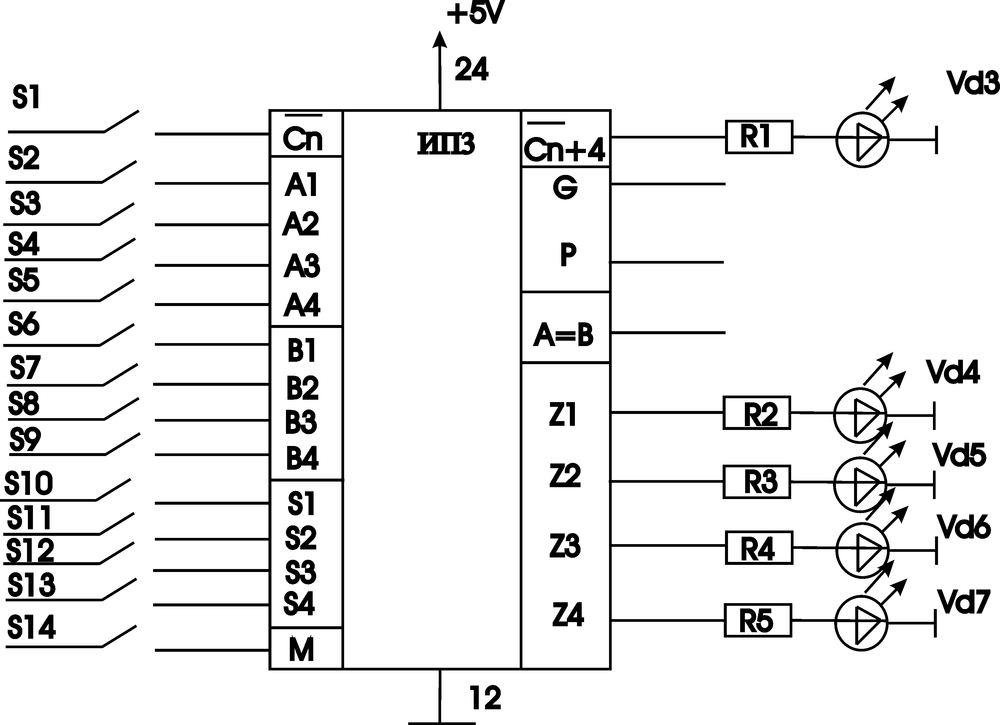 +5V
24
S1
S2
S3
S4
S5
S6
S7
S8
S9
S10
S11
S12
S13
S14
Cn
A1
A2
A3
A4
B1
B2
B3
B4
S1
S2
S3
S4
M
ИП3
Cn+4
G
P
A=B
Z1
Z2
Z3
Z4
R1
R2
R3
R4
R5
Vd3
Vd4
Vd5
Vd6
Vd7
12